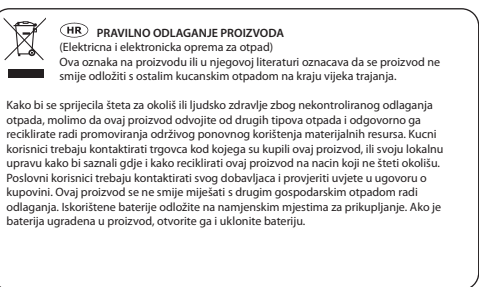 HR PRAVILNO ODLAGANJE PROIZVODA
(Elektricna i elektronicka oprema za otpad)
Ova oznaka na proizvodu ili u njegovoj literaturi oznacava da se proizvod ne
smije odložiti s ostalim kucanskim otpadom na kraju vijeka trajanja.
Kako bi se sprijecila šteta za okoliš ili ljudsko zdravlje zbog nekontroliranog odlaganja
otpada, molimo da ovaj proizvod odvojite od drugih tipova otpada i odgovorno ga
reciklirate radi promoviranja održivog ponovnog korištenja materijalnih resursa. Kucni
korisnici trebaju kontaktirati trgovca kod kojega su kupili ovaj proizvod, ili svoju lokalnu
upravu kako bi saznali gdje i kako reciklirati ovaj proizvod na nacin koji ne šteti okolišu.
Poslovni korisnici trebaju kontaktirati svog dobavljaca i provjeriti uvjete u ugovoru o
kupovini. Ovaj proizvod se ne smije miješati s drugim gospodarskim otpadom radi
odlaganja. Iskorištene baterije odložite na namjenskim mjestima za prikupljanje. Ako je
baterija ugradena u proizvod, otvorite ga i uklonite bateriju.